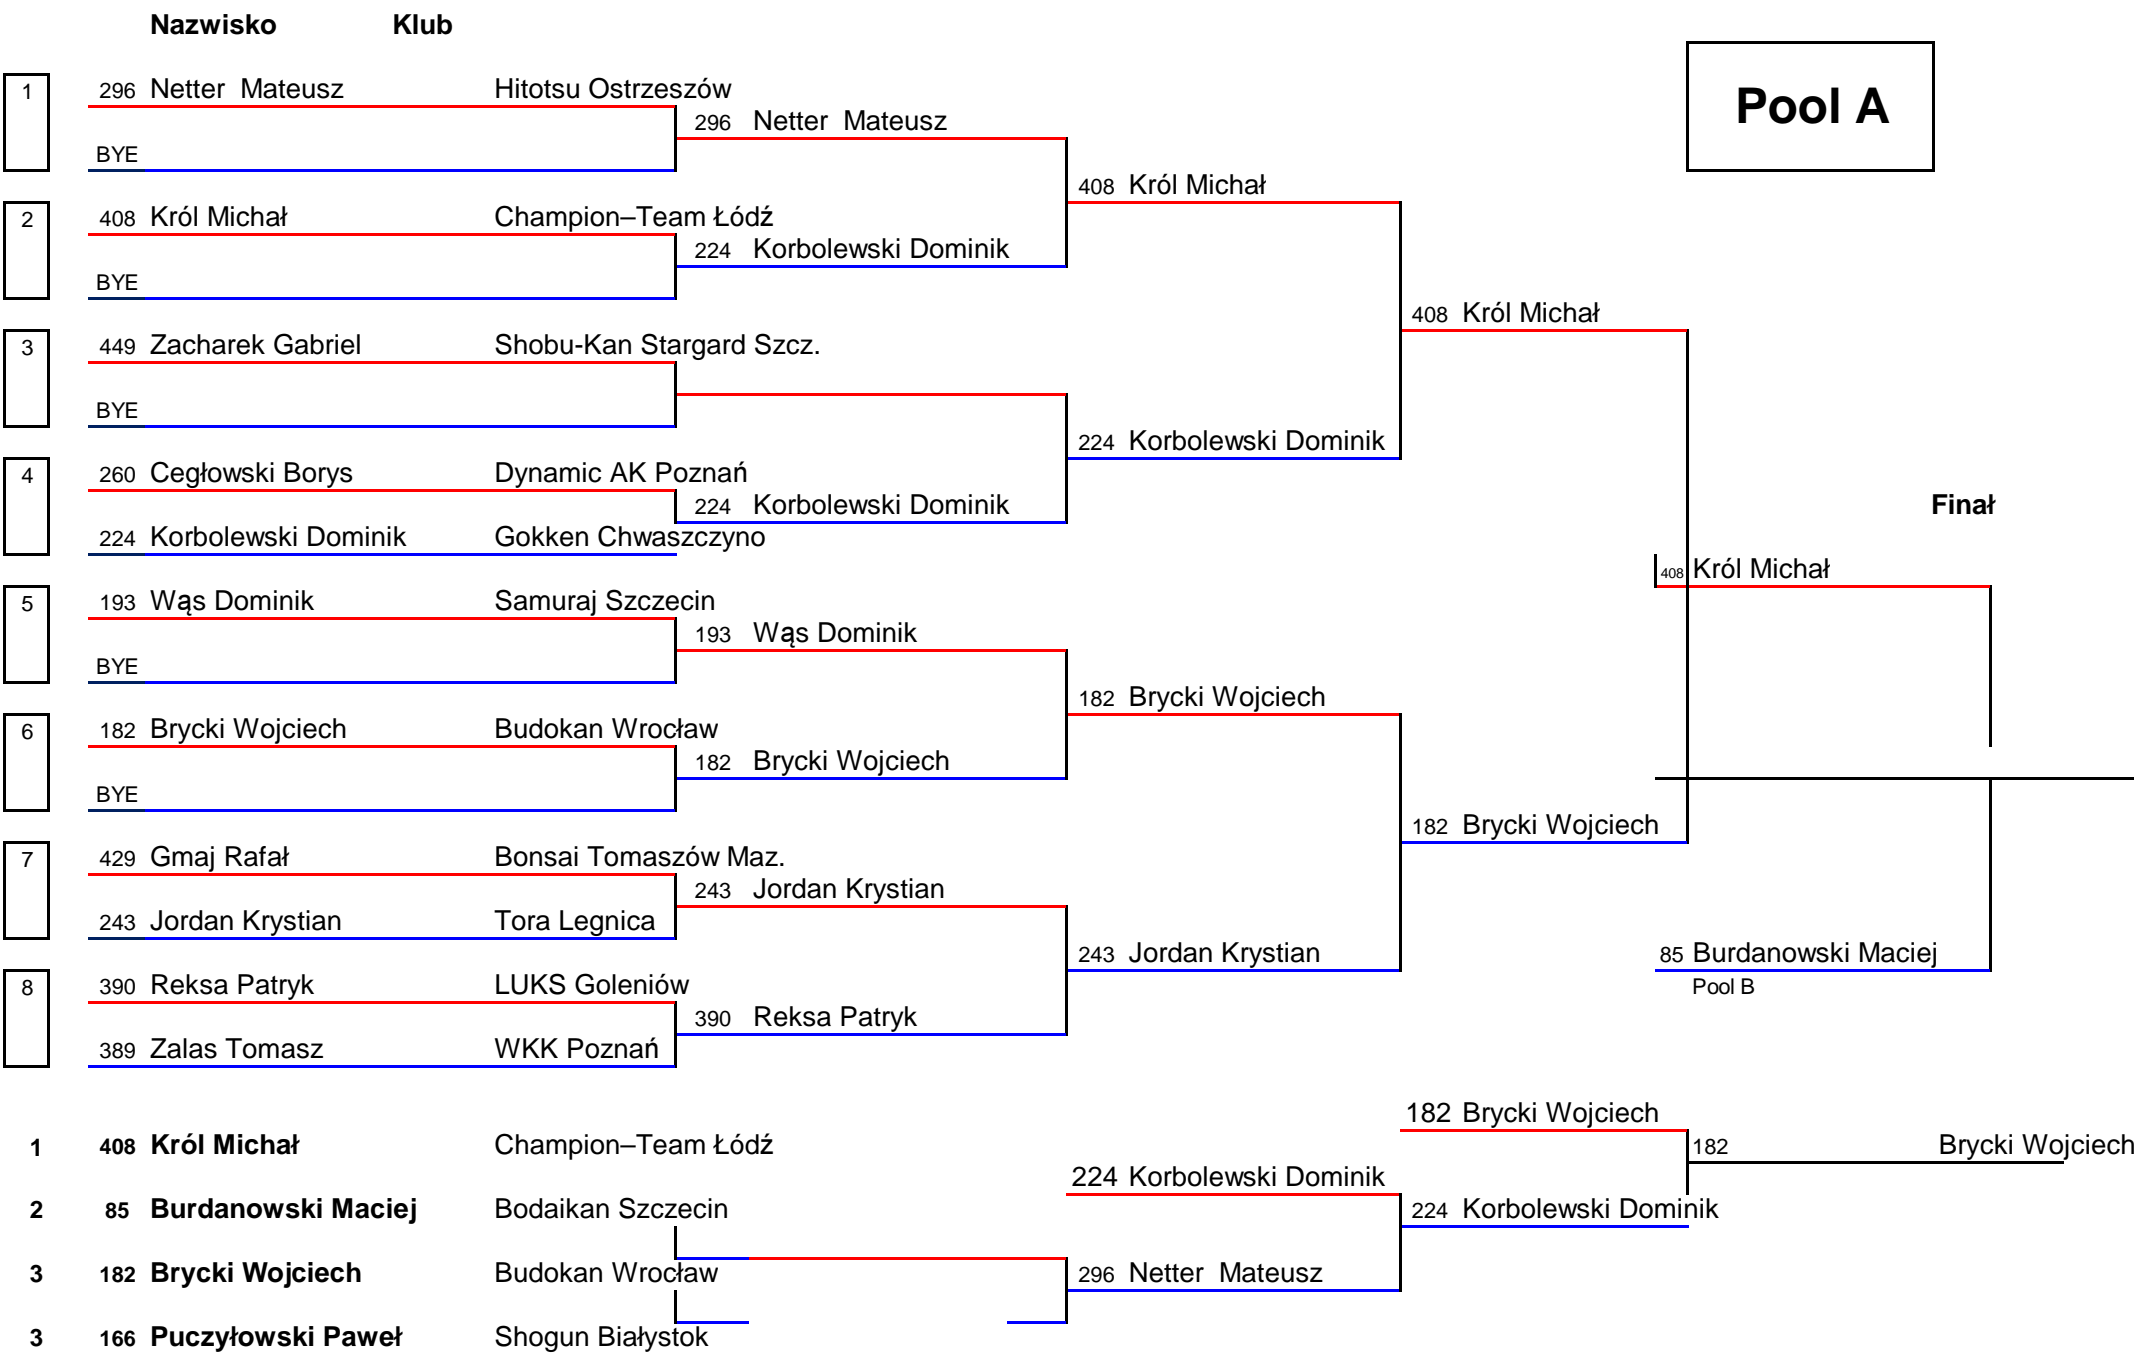 Nazwisko Klub
Pool A
1 296 Netter Mateusz Hitotsu Ostrzeszów
296 Netter Mateusz
BYE
408 Król Michał
2 408 Król Michał Champion–Team Łódź
224 Korbolewski Dominik
BYE
408 Król Michał
3 449 Zacharek Gabriel Shobu-Kan Stargard Szcz.
BYE
224 Korbolewski Dominik
4 260 Cegłowski Borys Dynamic AK Poznań
224 Korbolewski Dominik
Finał
224 Korbolewski Dominik Gokken Chwaszczyno
408 Król Michał
5 193 Wąs Dominik Samuraj Szczecin
193 Wąs Dominik
BYE
182 Brycki Wojciech
6 182 Brycki Wojciech Budokan Wrocław
182 Brycki Wojciech
BYE
182 Brycki Wojciech
7 429 Gmaj Rafał Bonsai Tomaszów Maz.
243 Jordan Krystian
243 Jordan Krystian Tora Legnica
243 Jordan Krystian
85 Burdanowski Maciej
8 390 Reksa Patryk LUKS Goleniów
Pool B
390 Reksa Patryk
389 Zalas Tomasz WKK Poznań
182 Brycki Wojciech
1 408 Król Michał Champion–Team Łódź
182 Brycki Wojciech
224 Korbolewski Dominik
2 85 Burdanowski Maciej Bodaikan Szczecin
224 Korbolewski Dominik
3 182 Brycki Wojciech Budokan Wrocław
296 Netter Mateusz
3 166 Puczyłowski Paweł Shogun Białystok